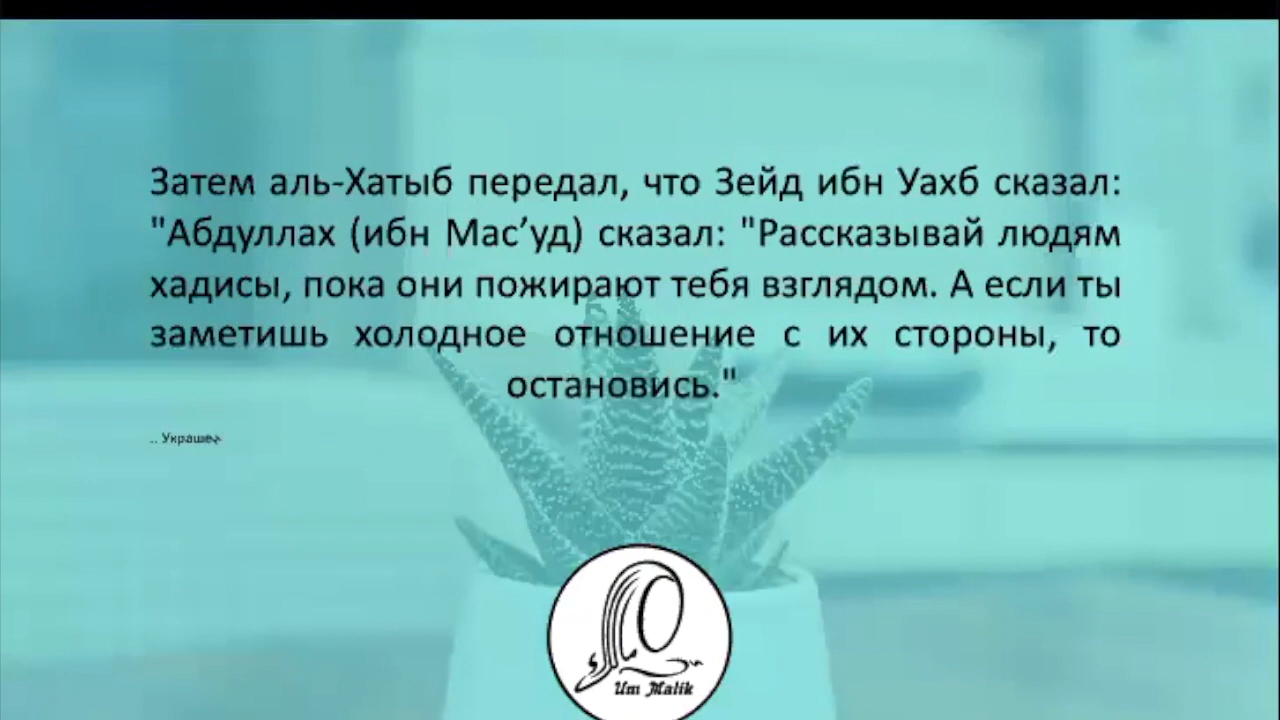 Затем аль-Хатыб передал, что Зейд ибн Уахб сказал:
"Абдуллах (ибн Мас’уд) сказал: "Рассказывай людям
хадисы, пока они пожирают тебя взглядом. А если ты
заметишь холодное отношение с их стороны, то
остановись."
.. Украше
Um Malik